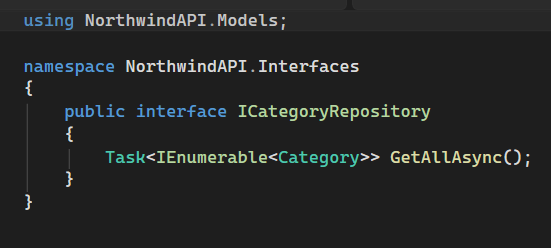 using NorthwindAPI.Models;
namespace NorthwindAPI.Interfaces
{
    public interface ICategoryRepository
    {
        Task<IEnumerable<Category>> GetAllAsync();
    }
}